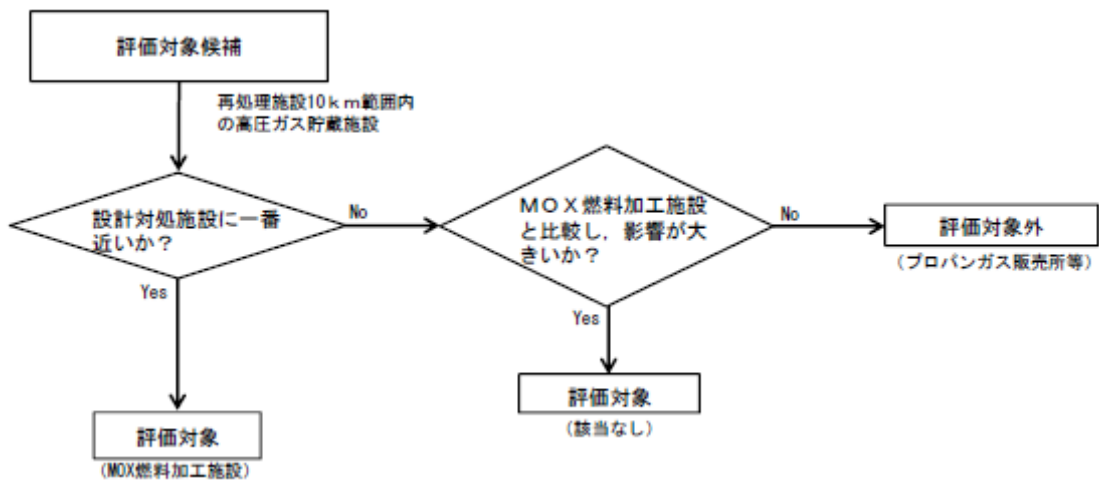 評価対象候補
再処理施設10ｋｍ範囲内
の高圧ガス貯蔵施設
設計対処施設に一番
近いか？
No
ＭＯＸ燃料加工施設
と比較し，影響が大
きいか？
No
評価対象外
（プロパンガス販売所等）
Yes
Yes
評価対象
（該当なし）
評価対象
（MOX燃料加工施設）